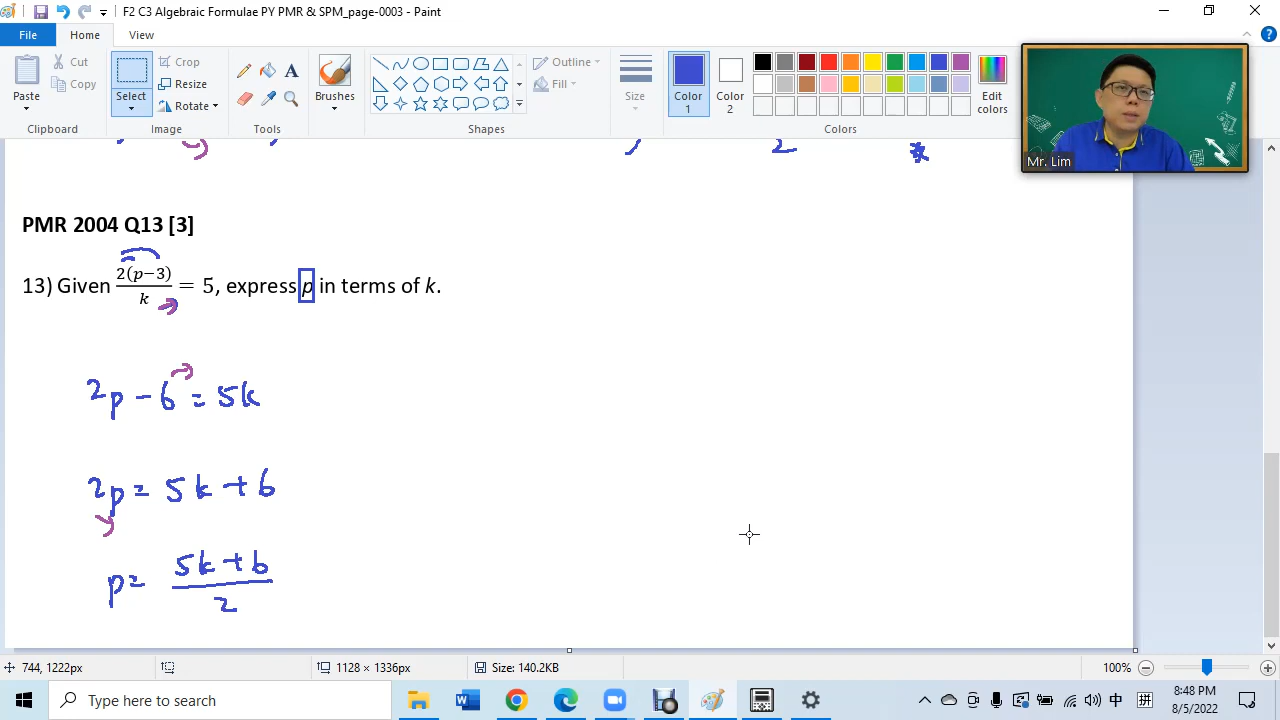 F2 C3 Algebraic Formulae PY PMR & SPM_page-0003 - Paint
File Home View
Paste Cut Copy
Select Crop Resize Rotate
Brushes
Outline
Fill
Size
Color 1
Color 2
Edit colors
Clipboard Image Tools Shapes Colors
Mr. Lim
2 *
PMR 2004 Q13 [3]
13) Given 2(p−3)/k = 5, express p in terms of k.
2p − 6 = 5k
2p = 5k + 6
p = (5k + 6)/2
744, 1222px 1128 × 1336px Size: 140.2KB 100%
Type here to search
中 拼 8:48 PM
8/5/2022